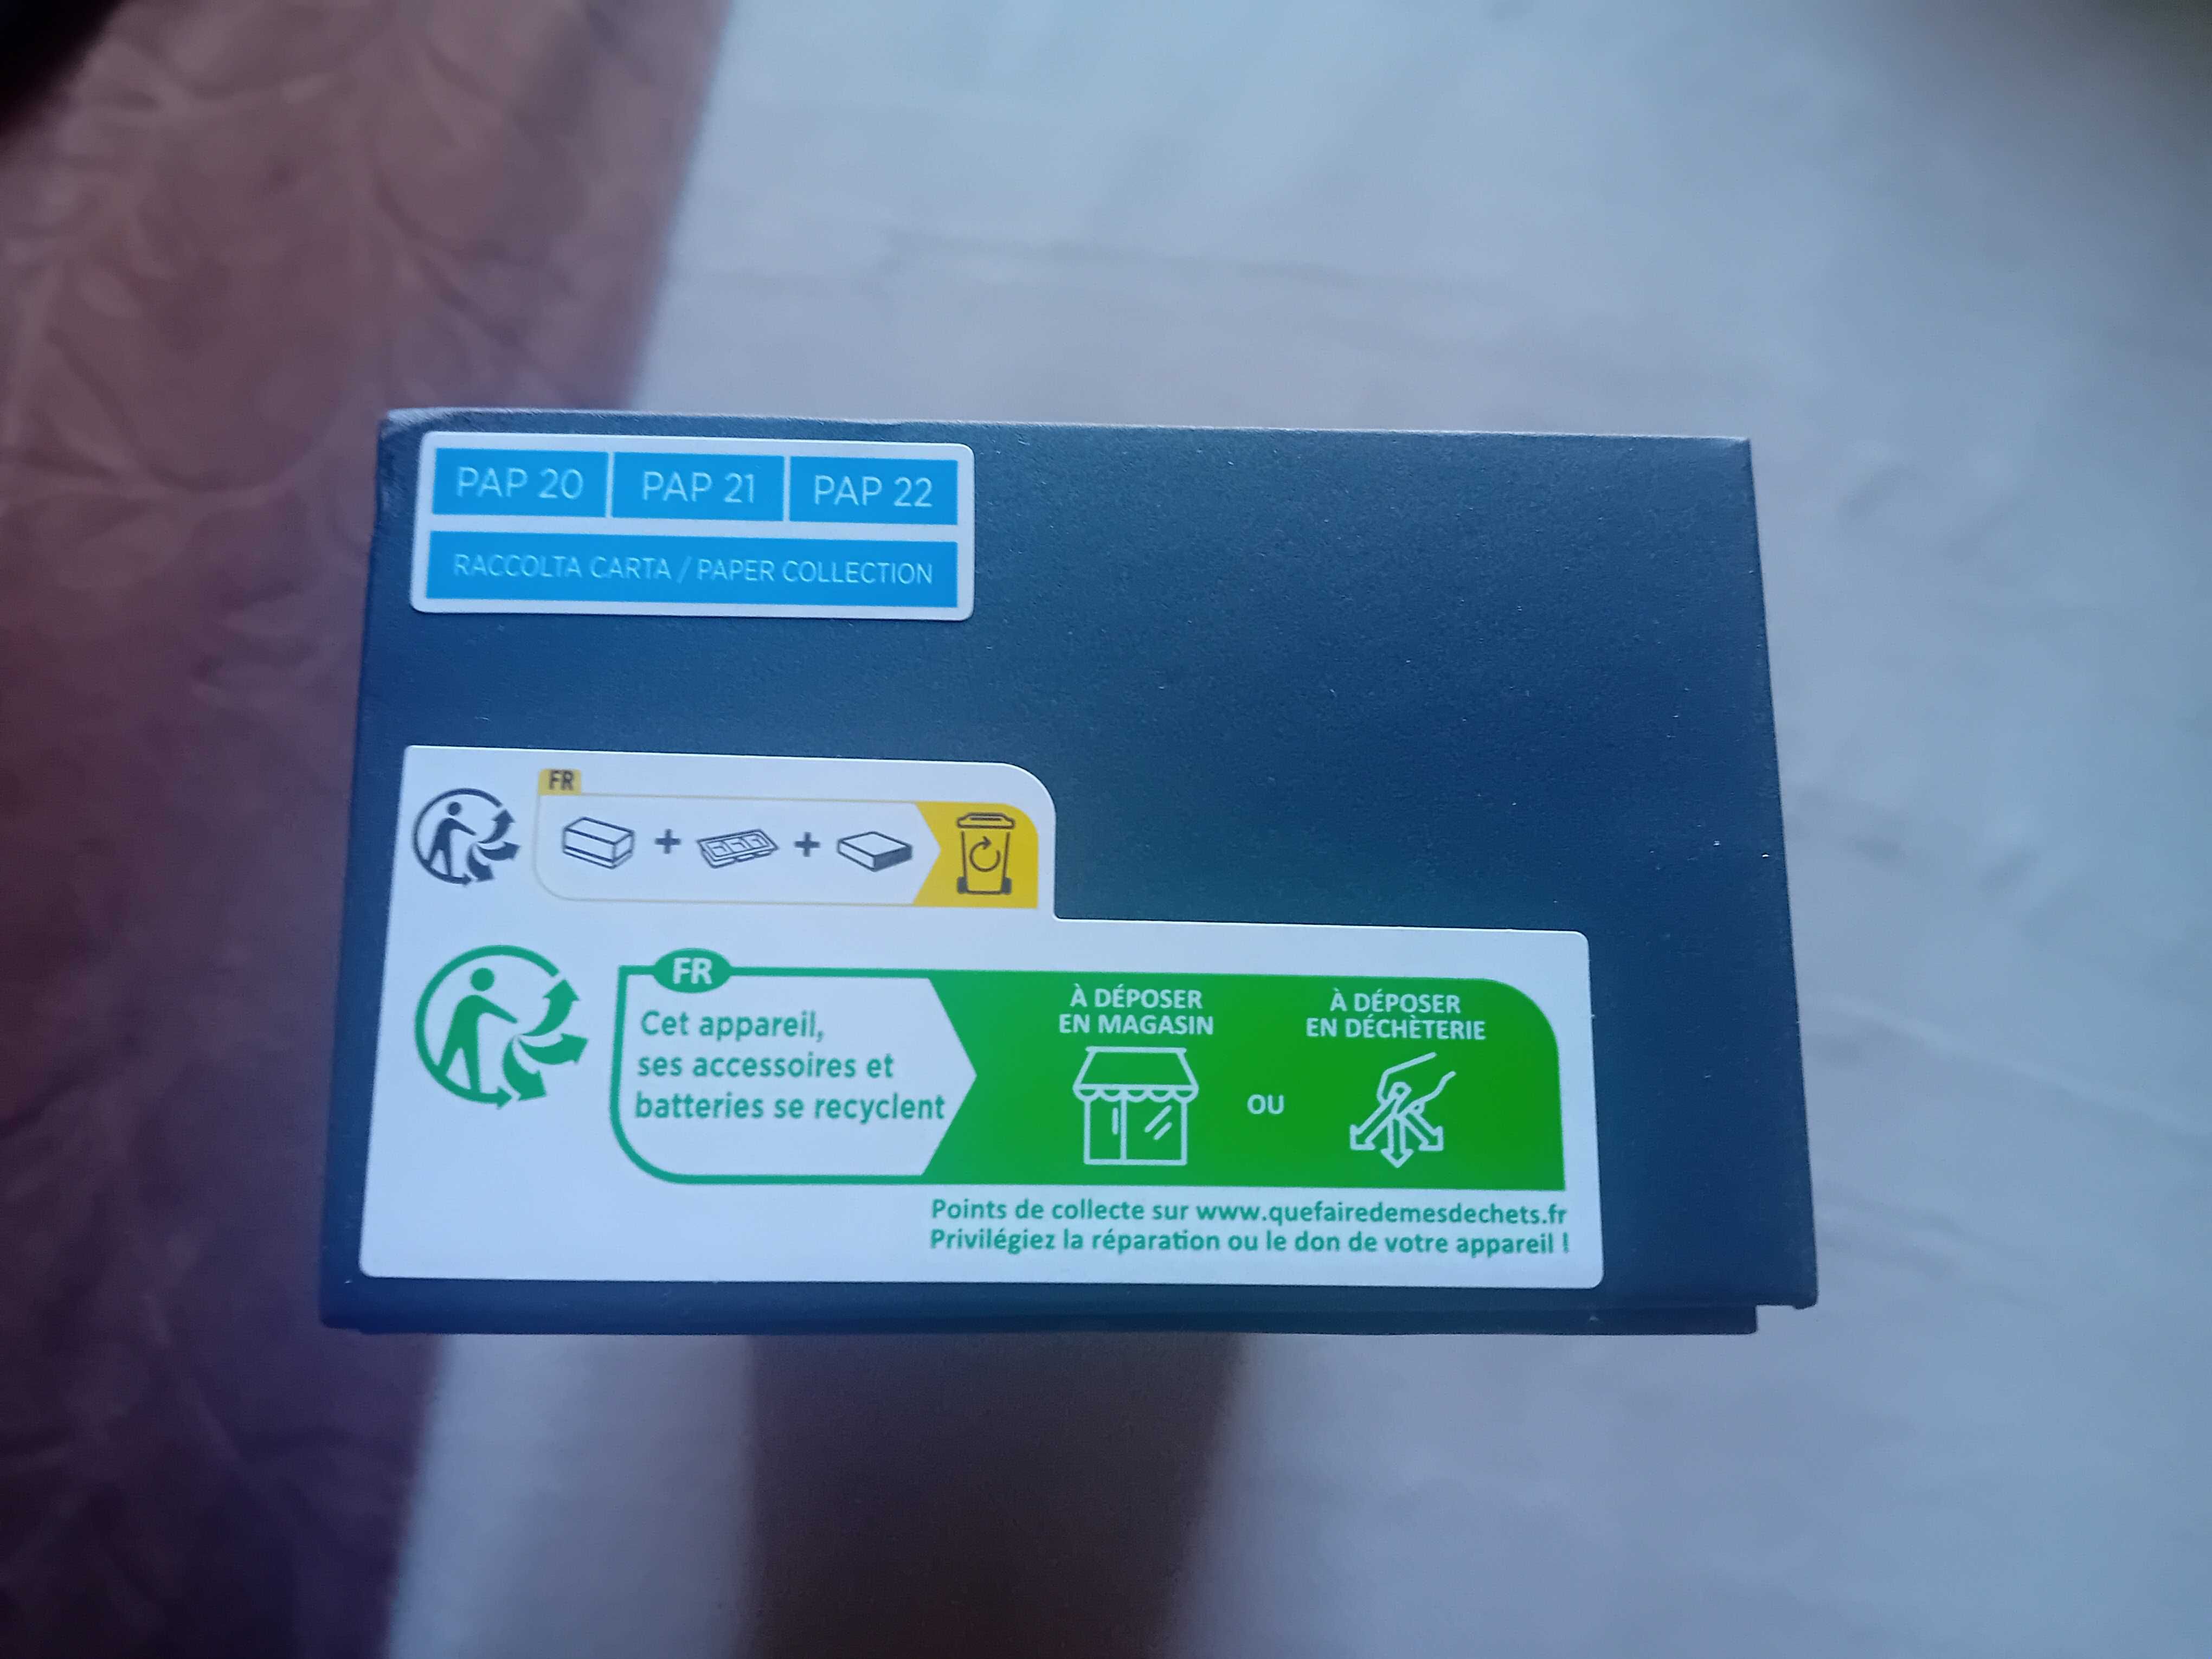 PAP 20 PAP 21 PAP 22
RACCOLTA CARTA / PAPER COLLECTION
FR
+ +
FR
Cet appareil,
ses accessoires et
batteries se recyclent
À DÉPOSER
EN MAGASIN
OU
À DÉPOSER
EN DÉCHÈTERIE
Points de collecte sur www.quefairedemesdechets.fr
Privilégiez la réparation ou le don de votre appareil !